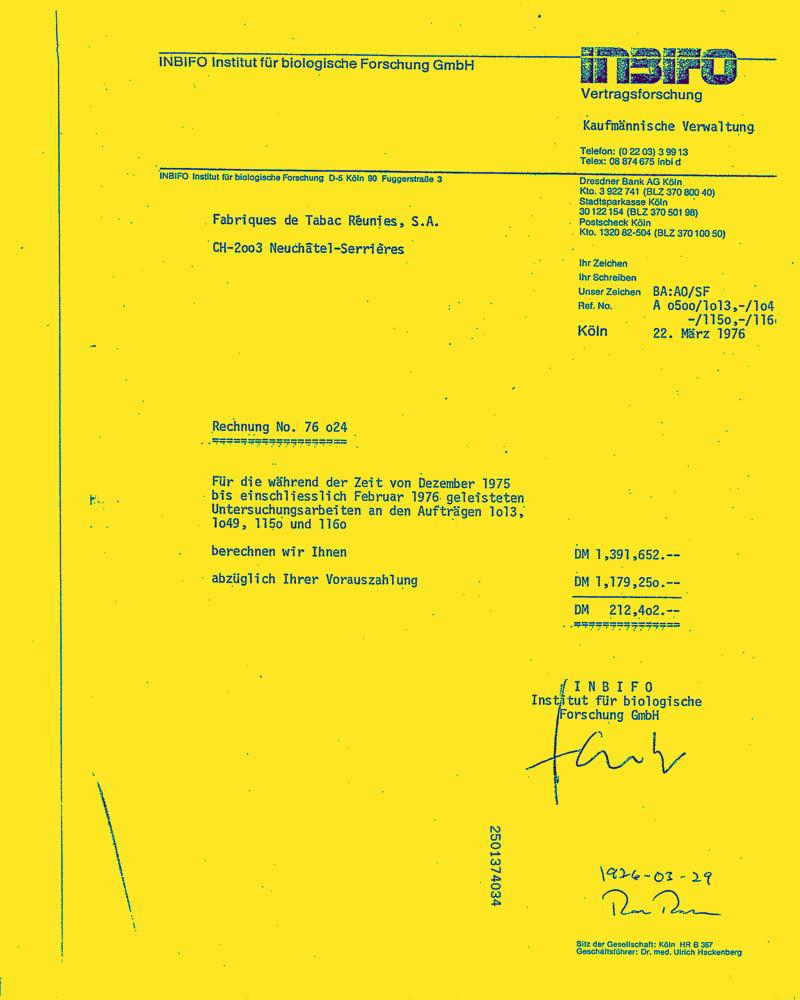 INBIFO Institut für biologische Forschung GmbH
INBIFO
Vertragsforschung
Kaufmännische Verwaltung
Telefon: (0 22 03) 3 99 13
Telex: 08 874 675 inbi d
INBIFO Institut für biologische Forschung D-5 Köln 90 Fuggerstraße 3
Dresdner Bank AG Köln
Kto. 3 922 741 (BLZ 370 800 40)
Stadtsparkasse Köln
30 122 154 (BLZ 370 501 98)
Postscheck Köln
Kto. 1320 82-504 (BLZ 370 100 50)
Fabriques de Tabac Réunies, S.A.
CH-2oo3 Neuchâtel-Serrières
Ihr Zeichen
Ihr Schreiben
Unser Zeichen BA:AO/SF
Ref. No. A o5oo/1o13,-/1o4
-/115o,-/116
Köln 22. März 1976
Rechnung No. 76 o24
Für die während der Zeit von Dezember 1975
bis einschliesslich Februar 1976 geleisteten
Untersuchungsarbeiten an den Aufträgen 1o13,
1o49, 115o und 116o
berechnen wir Ihnen DM 1,391,652.--
abzüglich Ihrer Vorauszahlung DM 1,179,25o.--
DM 212,4o2.--
I N B I F O
Institut für biologische
Forschung GmbH
2501374034
Sitz der Gesellschaft: Köln HR B 367
Geschäftsführer: Dr. med. Ulrich Hackenberg